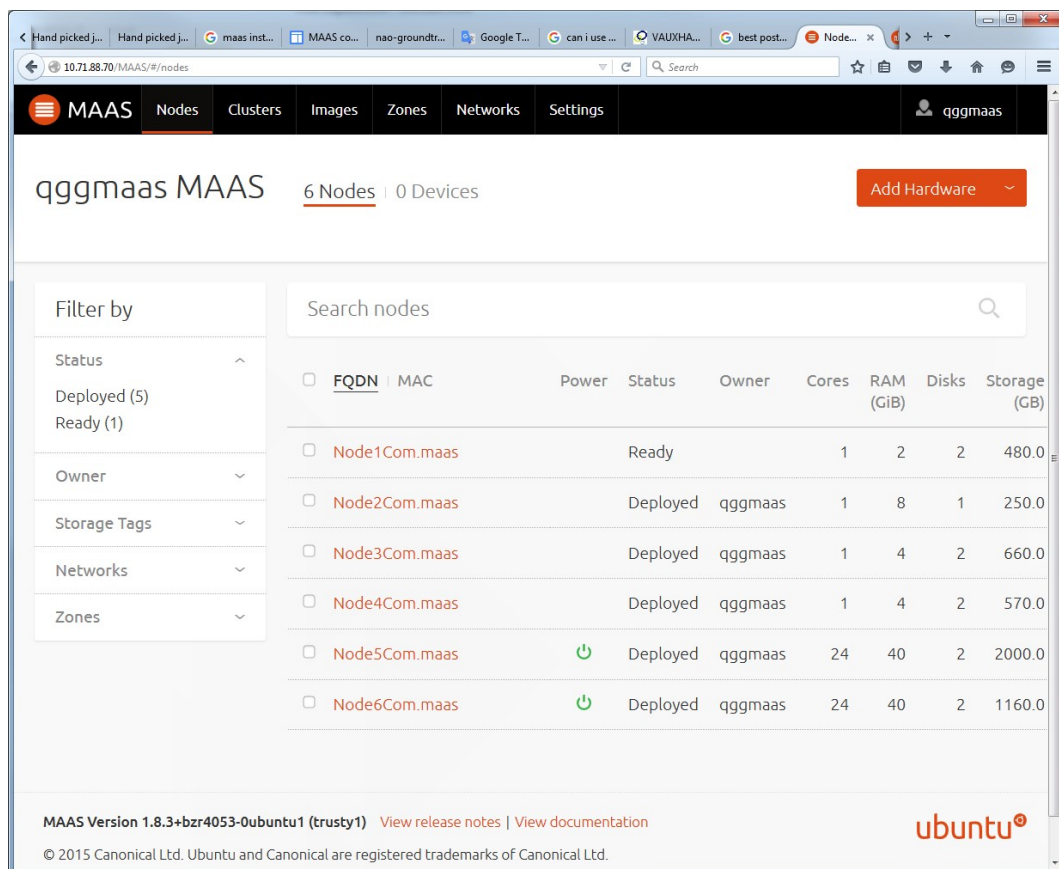 Hand picked j... Hand picked j... maas inst... MAAS co... nao-groundtr... Google T... can i use ... VAUXHA... best post... Node...
10.71.88.70/MAAS/#/nodes Search
MAAS Nodes Clusters Images Zones Networks Settings qggmaas
qggmaas MAAS 6 Nodes 0 Devices Add Hardware
Filter by
Status
Deployed (5)
Ready (1)
Owner
Storage Tags
Networks
Zones
Search nodes
FQDN MAC Power Status Owner Cores RAM (GiB) Disks Storage (GB)
Node1Com.maas Ready 1 2 2 480.0
Node2Com.maas Deployed qggmaas 1 8 1 250.0
Node3Com.maas Deployed qggmaas 1 4 2 660.0
Node4Com.maas Deployed qggmaas 1 4 2 570.0
Node5Com.maas Deployed qggmaas 24 40 2 2000.0
Node6Com.maas Deployed qggmaas 24 40 2 1160.0
MAAS Version 1.8.3+bzr4053-0ubuntu1 (trusty1) View release notes | View documentation
ubuntu
© 2015 Canonical Ltd. Ubuntu and Canonical are registered trademarks of Canonical Ltd.